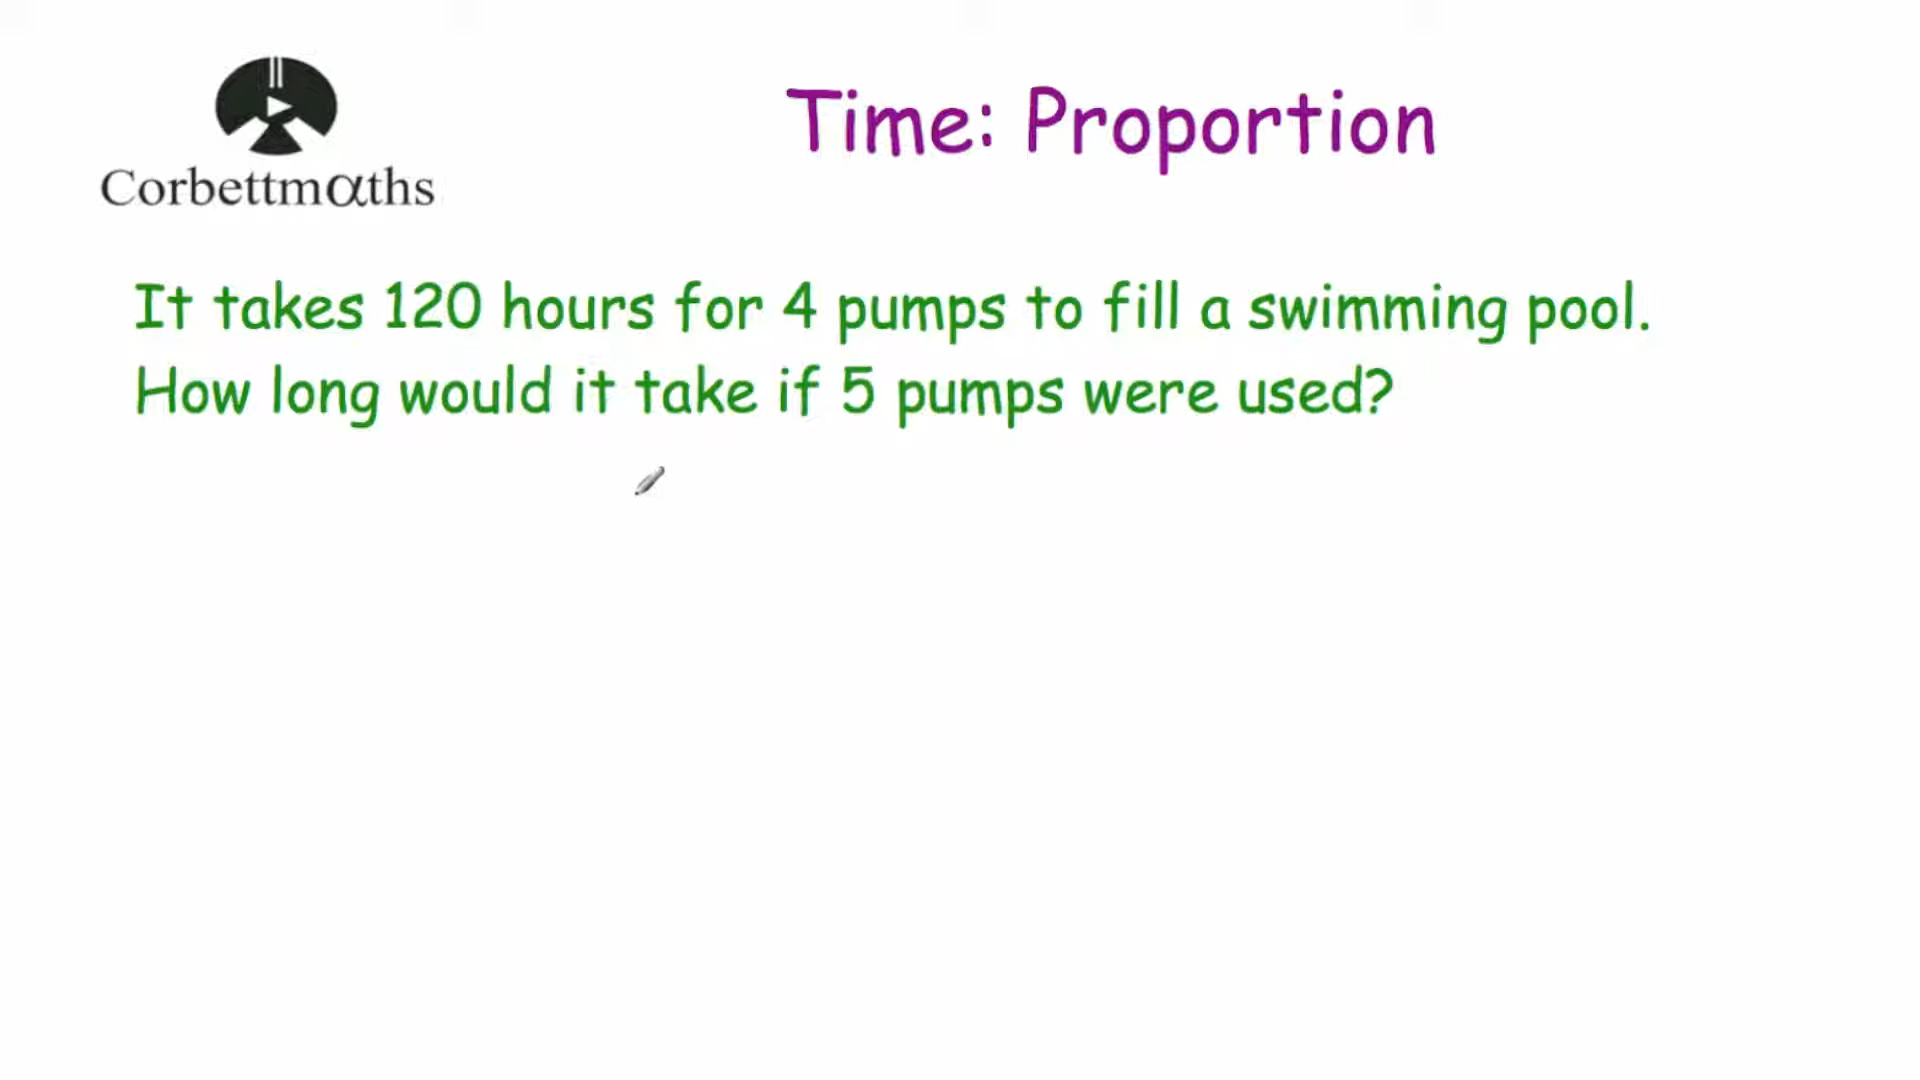 Time: Proportion
Corbettmαths
It takes 120 hours for 4 pumps to fill a swimming pool.
How long would it take if 5 pumps were used?